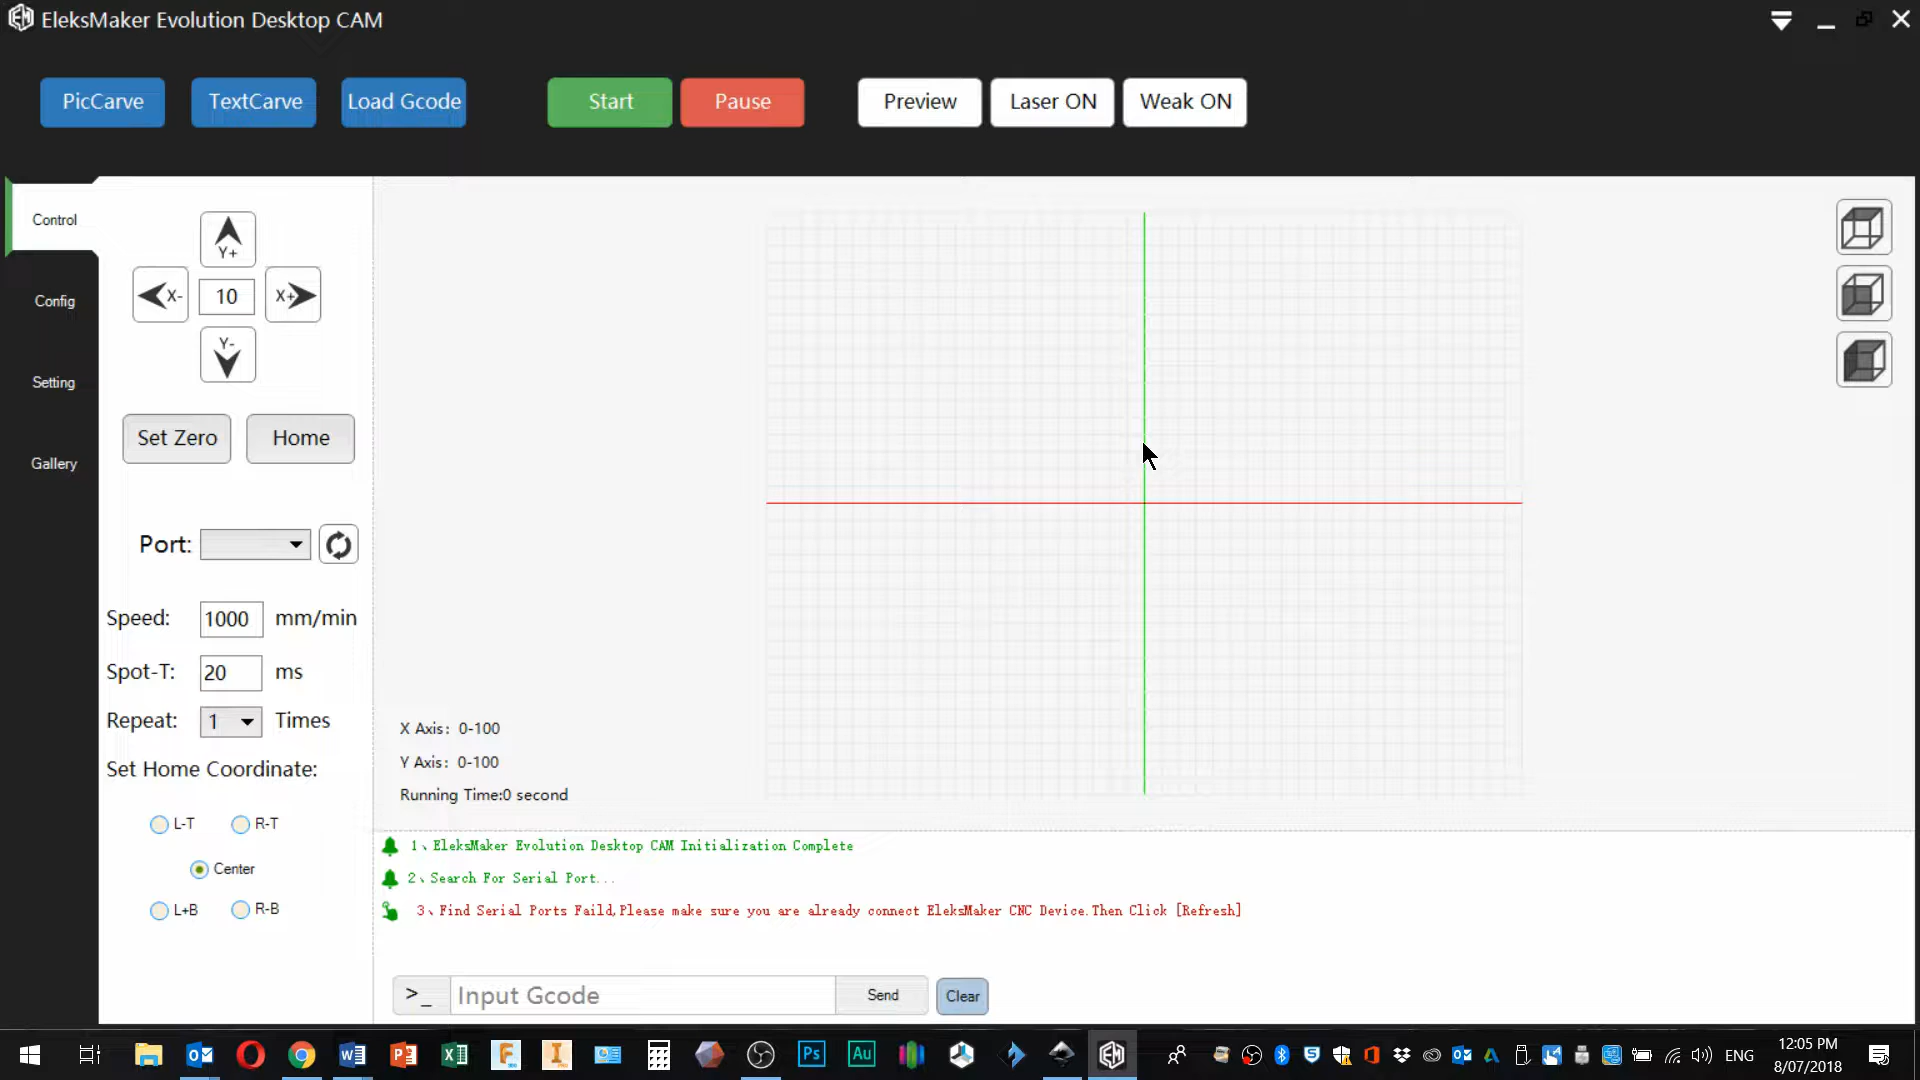 EleksMaker Evolution Desktop CAM
PicCarve
TextCarve
Load Gcode
Start
Pause
Preview
Laser ON
Weak ON
Control
Config
Setting
Gallery
Y+
X-
10
X+
Y-
Set Zero
Home
Port:
Speed: 1000 mm/min
Spot-T: 20 ms
Repeat: 1 Times
Set Home Coordinate:
L-T R-T
Center
L+B R-B
X Axis: 0-100
Y Axis: 0-100
Running Time:0 second
1、EleksMaker Evolution Desktop CAM Initialization Complete
2、Search For Serial Port...
3、Find Serial Ports Faild,Please make sure you are already connect EleksMaker CNC Device.Then Click [Refresh]
>_ Input Gcode
Send
Clear
Ps
Au
ENG
12:05 PM
8/07/2018